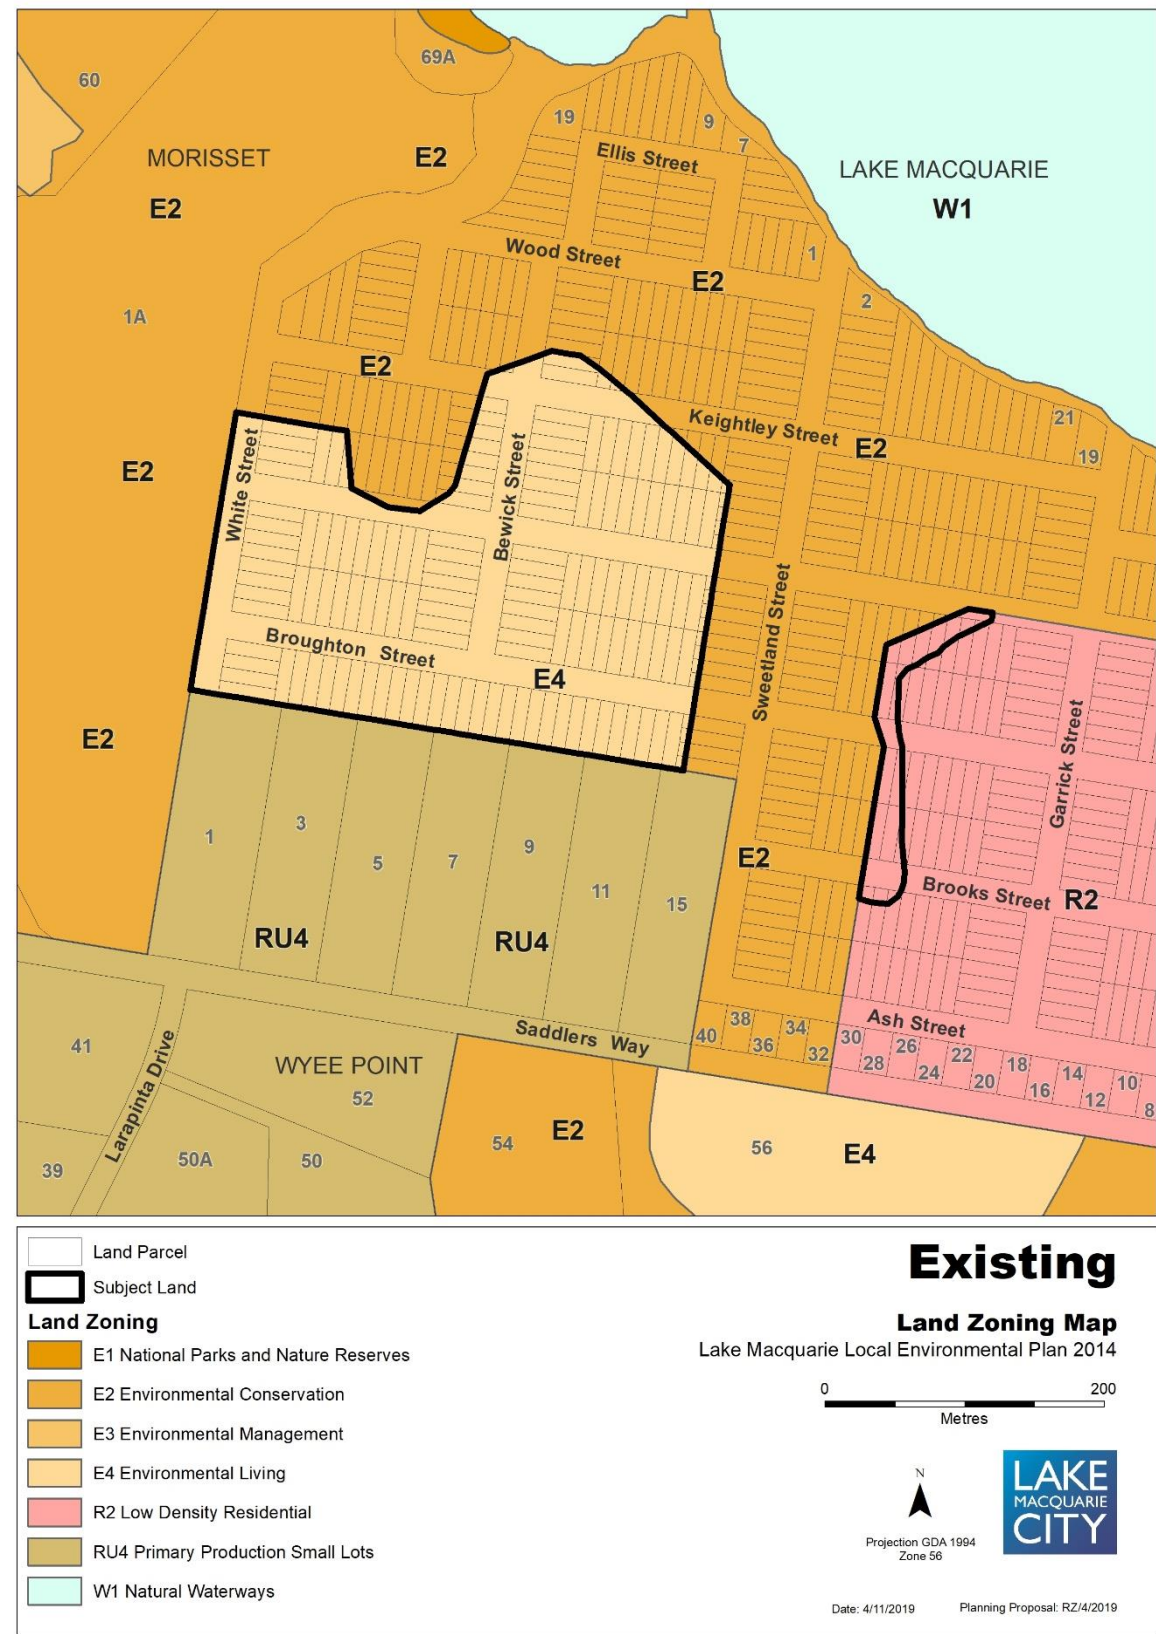 60
69A
19
9
7
Ellis Street
MORISSET
E2
LAKE MACQUARIE
E2
W1
Wood Street
1
E2
2
1A
E2
21
Keightley Street
E2
19
E2
White Street
Bewick Street
Sweetland Street
Broughton Street
E4
Garrick Street
E2
1
3
5
7
9
11
15
E2
Brooks Street
R2
RU4
RU4
Saddlers Way
40
38
36
34
32
Ash Street
30
28
26
24
22
20
18
16
14
12
10
8
41
Larapinta Drive
WYEE POINT
52
39
50A
50
54
E2
56
E4
Land Parcel
Subject Land
Land Zoning
E1 National Parks and Nature Reserves
E2 Environmental Conservation
E3 Environmental Management
E4 Environmental Living
R2 Low Density Residential
RU4 Primary Production Small Lots
W1 Natural Waterways
Existing
Land Zoning Map
Lake Macquarie Local Environmental Plan 2014
0 200
Metres
N
Projection GDA 1994
Zone 56
LAKE
MACQUARIE
CITY
Date: 4/11/2019 Planning Proposal: RZ/4/2019